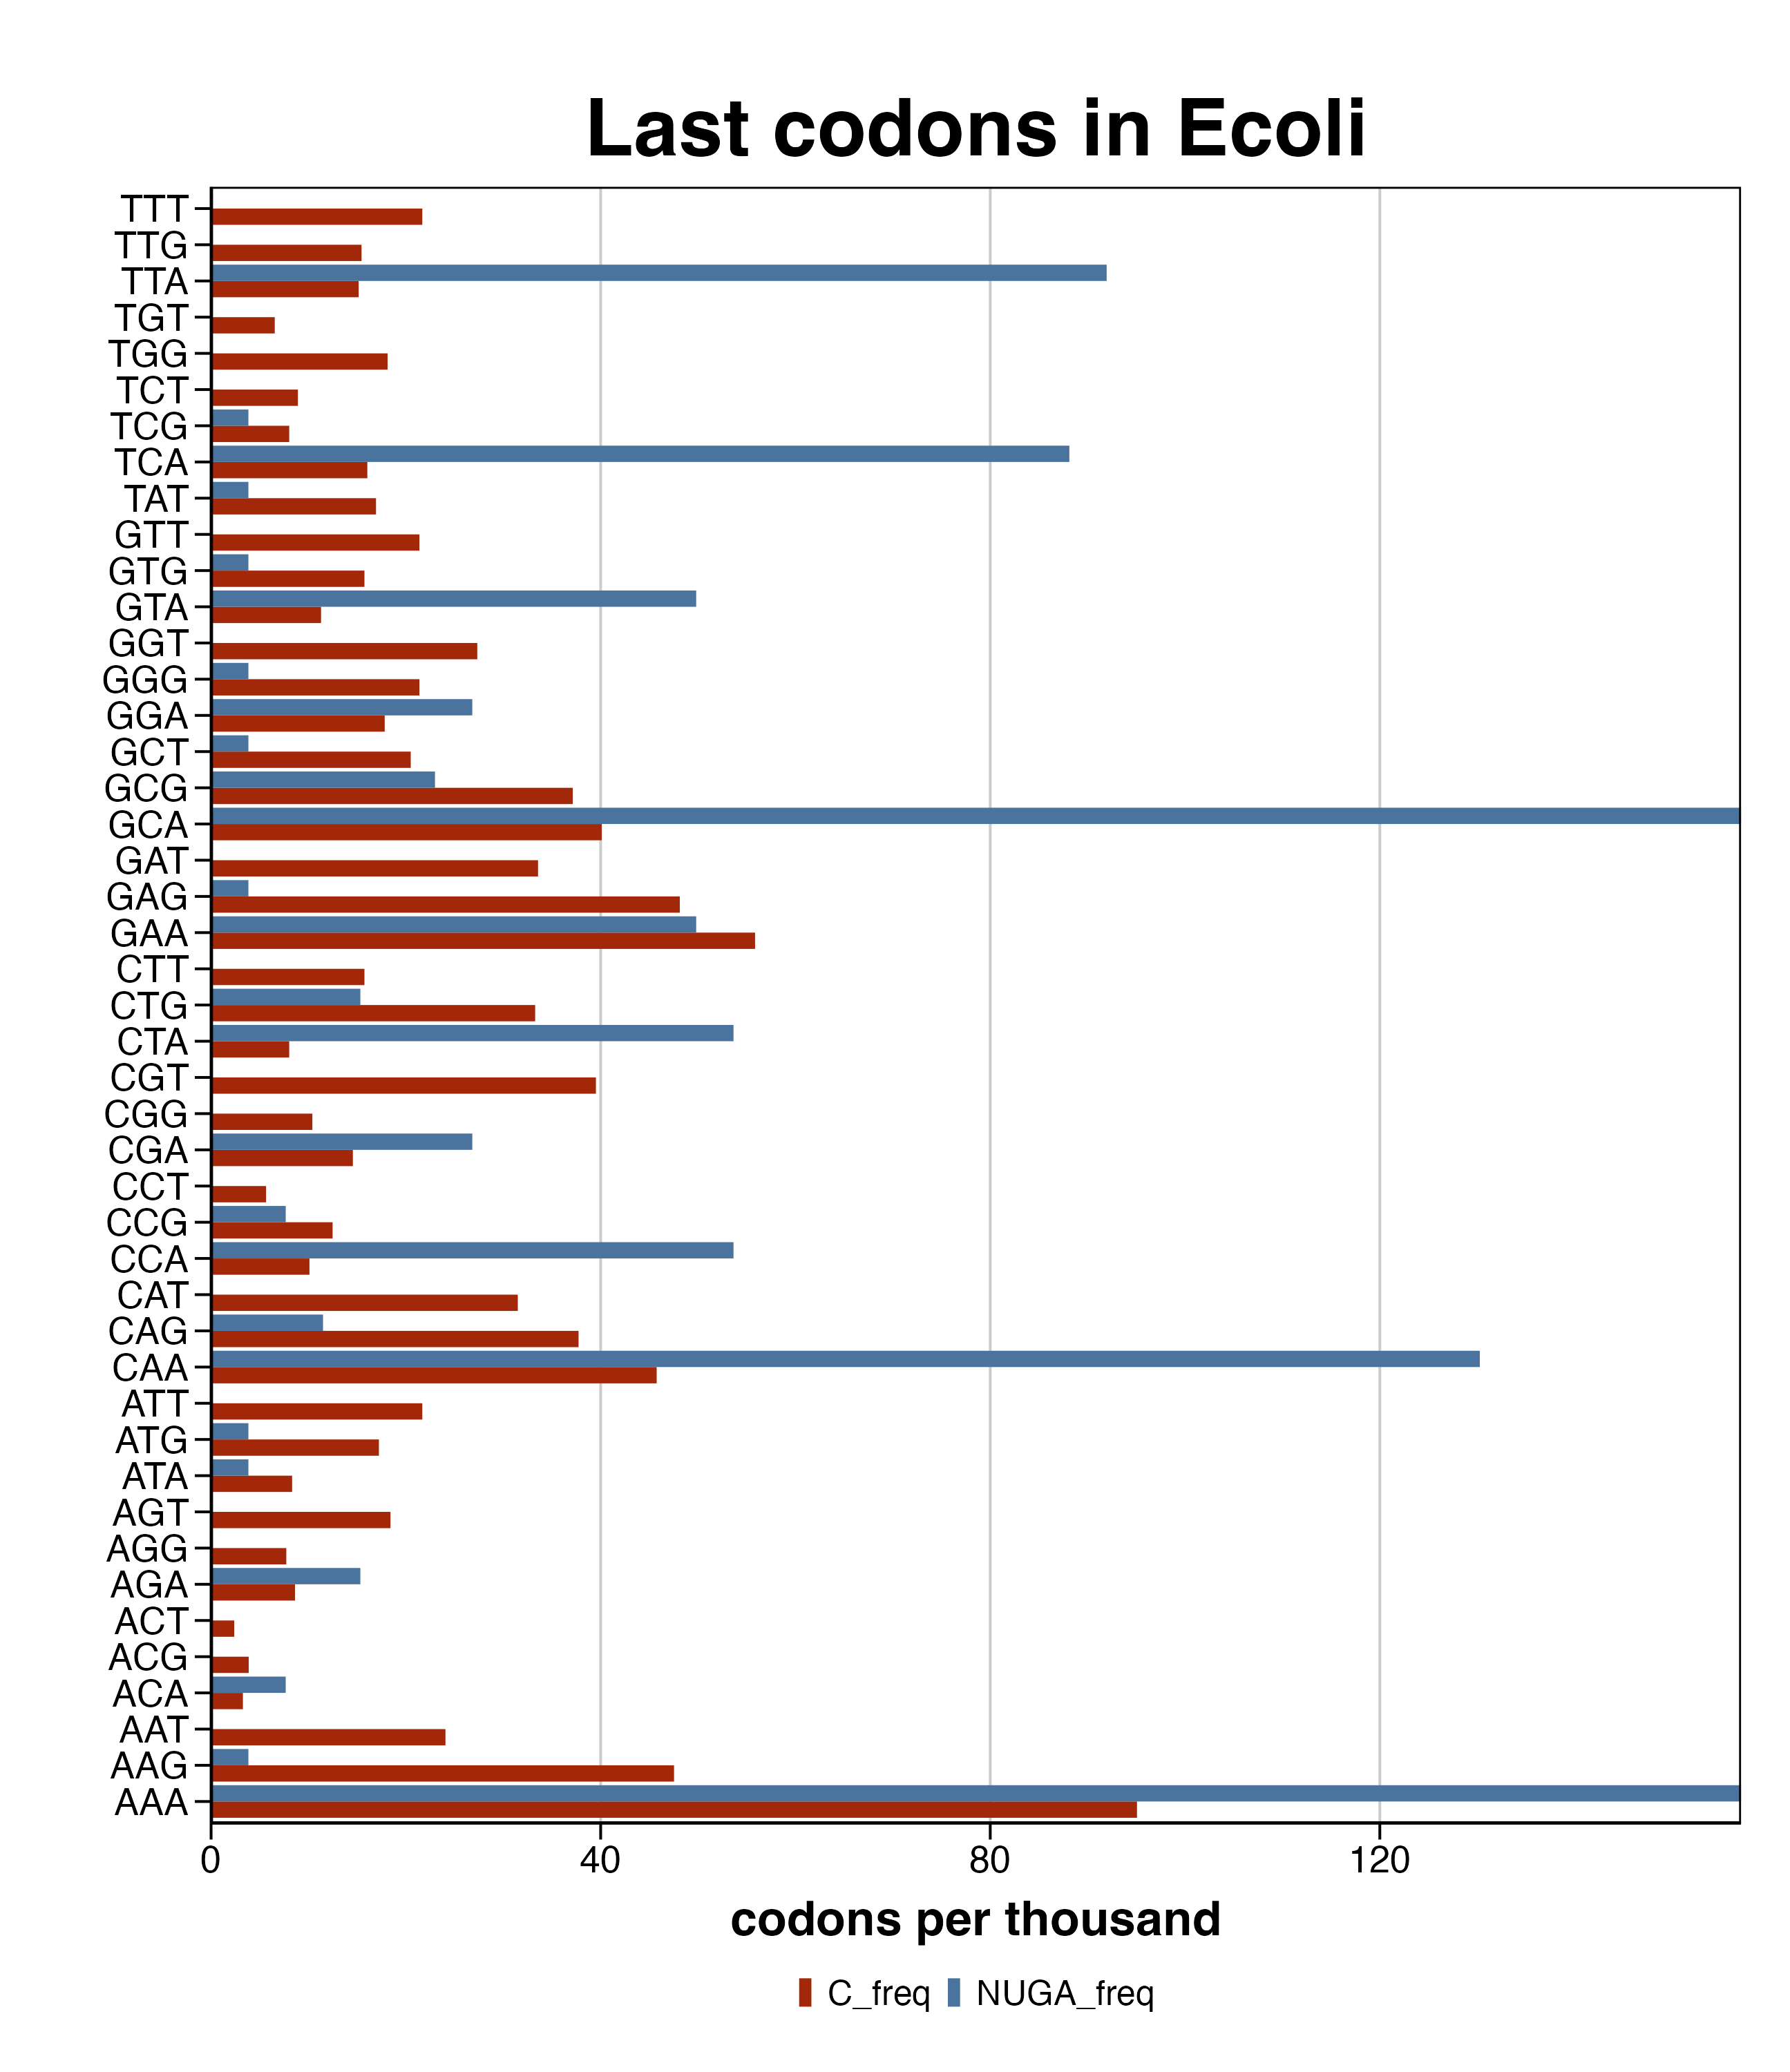 Last codons in Ecoli
TTT
TTG
TTA
TGT
TGG
TCT
TCG
TCA
TAT
GTT
GTG
GTA
GGT
GGG
GGA
GCT
GCG
GCA
GAT
GAG
GAA
CTT
CTG
CTA
CGT
CGG
CGA
CCT
CCG
CCA
CAT
CAG
CAA
ATT
ATG
ATA
AGT
AGG
AGA
ACT
ACG
ACA
AAT
AAG
AAA
0 40 80 120
codons per thousand
C_freq NUGA_freq